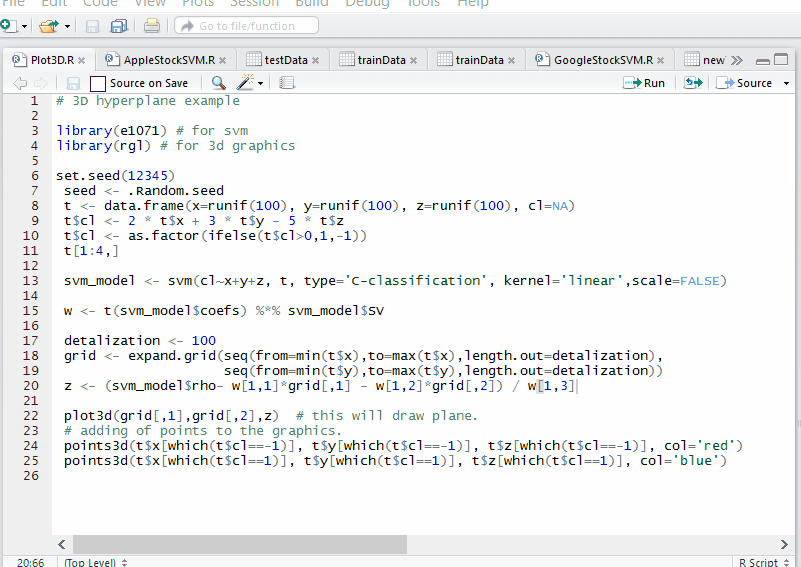 File Edit Code View Plots Session Build Debug Tools Help
Go to file/function
Plot3D.R AppleStockSVM.R testData trainData trainData GoogleStockSVM.R new
Source on Save Run Source
1 # 3D hyperplane example
2
3 library(e1071) # for svm
4 library(rgl) # for 3d graphics
5
6 set.seed(12345)
7 seed <- .Random.seed
8 t <- data.frame(x=runif(100), y=runif(100), z=runif(100), cl=NA)
9 t$cl <- 2 * t$x + 3 * t$y - 5 * t$z
10 t$cl <- as.factor(ifelse(t$cl>0,1,-1))
11 t[1:4,]
12
13 svm_model <- svm(cl~x+y+z, t, type='C-classification', kernel='linear',scale=FALSE)
14
15 w <- t(svm_model$coefs) %*% svm_model$SV
16
17 detalization <- 100
18 grid <- expand.grid(seq(from=min(t$x),to=max(t$x),length.out=detalization),
19 seq(from=min(t$y),to=max(t$y),length.out=detalization))
20 z <- (svm_model$rho- w[1,1]*grid[,1] - w[1,2]*grid[,2]) / w[1,3]
21
22 plot3d(grid[,1],grid[,2],z) # this will draw plane.
23 # adding of points to the graphics.
24 points3d(t$x[which(t$cl==-1)], t$y[which(t$cl==-1)], t$z[which(t$cl==-1)], col='red')
25 points3d(t$x[which(t$cl==1)], t$y[which(t$cl==1)], t$z[which(t$cl==1)], col='blue')
26
20:66 (Top Level) R Script